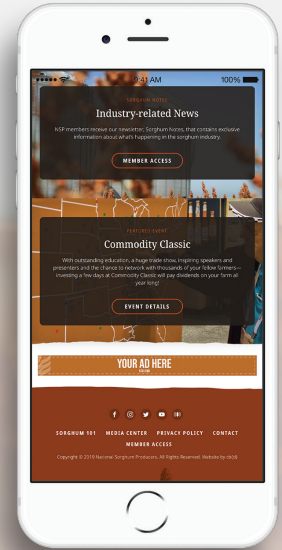 9:41 AM 100%
SORGHUM NOTES
Industry-related News
NSP members receive our newsletter, Sorghum Notes, that contains exclusive
information about what's happening in the sorghum industry.
MEMBER ACCESS
FEATURED EVENT
Commodity Classic
With outstanding education, a huge trade show, inspiring speakers and
presenters and the chance to network with thousands of your fellow farmers—
investing a few days at Commodity Classic will pay dividends on your farm all
year long!
EVENT DETAILS
YOUR AD HERE
SORGHUM 101 MEDIA CENTER PRIVACY POLICY CONTACT
MEMBER ACCESS
Copyright © 2019 National Sorghum Producers, All Rights Reserved. Website by